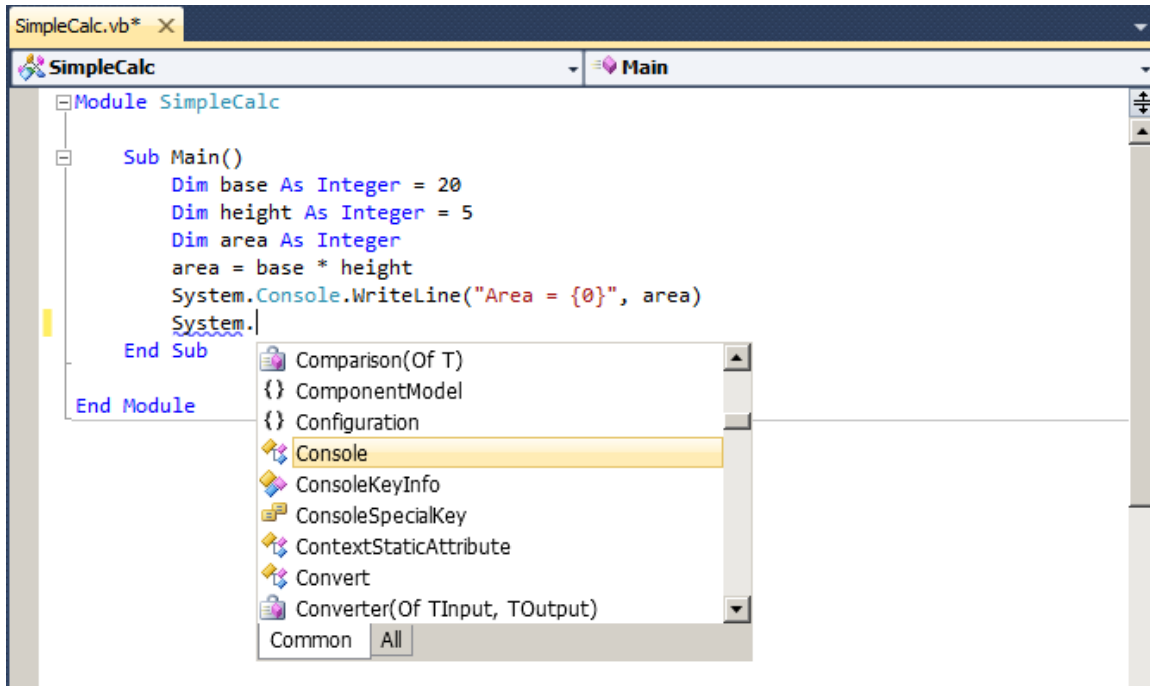 SimpleCalc.vb*
SimpleCalc Main
Module SimpleCalc
Sub Main()
Dim base As Integer = 20
Dim height As Integer = 5
Dim area As Integer
area = base * height
System.Console.WriteLine("Area = {0}", area)
System.
End Sub
End Module
Comparison(Of T)
{} ComponentModel
{} Configuration
Console
ConsoleKeyInfo
ConsoleSpecialKey
ContextStaticAttribute
Convert
Converter(Of TInput, TOutput)
Common All